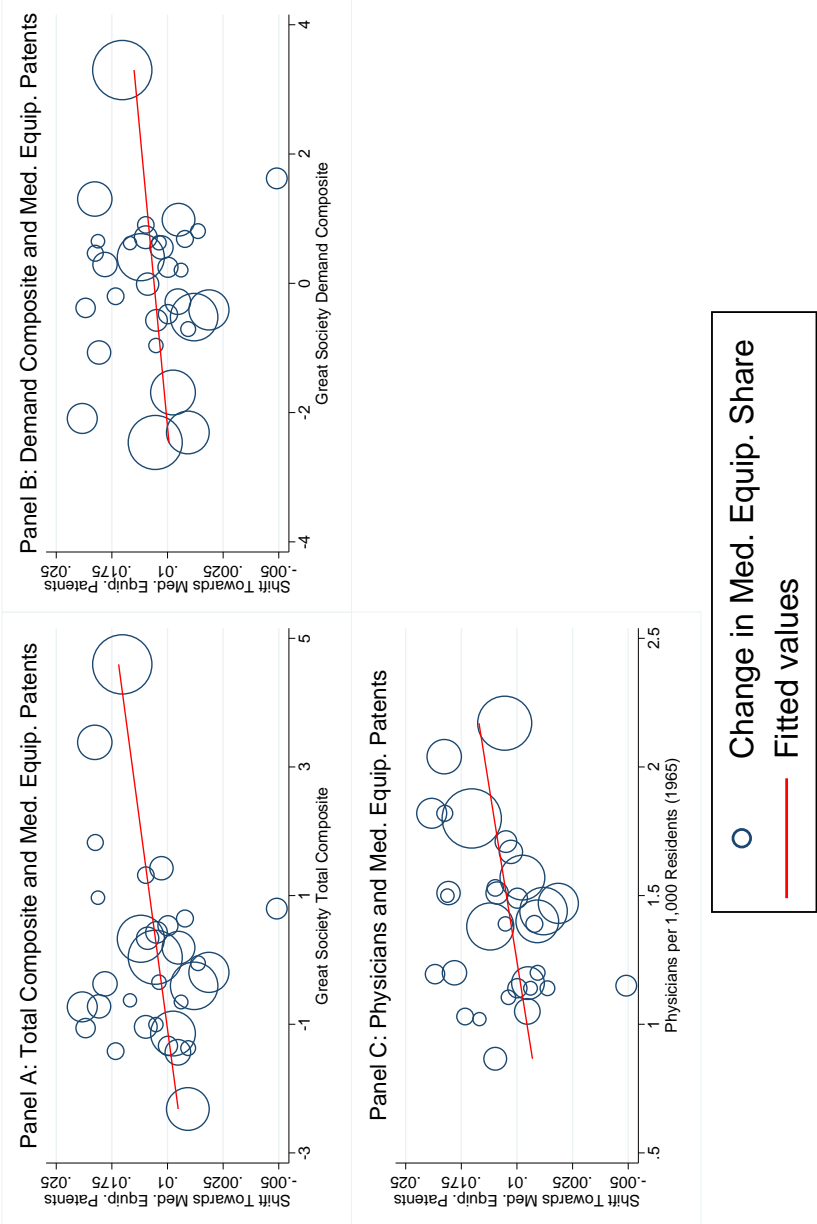 Panel A: Total Composite and Med. Equip. Patents
Shift Towards Med. Equip. Patents
.025
.0175
.01
.0025
-.005
-3
-1
1
3
5
Great Society Total Composite
Panel B: Demand Composite and Med. Equip. Patents
Shift Towards Med. Equip. Patents
.025
.0175
.01
.0025
-.005
-4
-2
0
2
4
Great Society Demand Composite
Panel C: Physicians and Med. Equip. Patents
Shift Towards Med. Equip. Patents
.025
.0175
.01
.0025
-.005
.5
1
1.5
2
2.5
Physicians per 1,000 Residents (1965)
Change in Med. Equip. Share
Fitted values